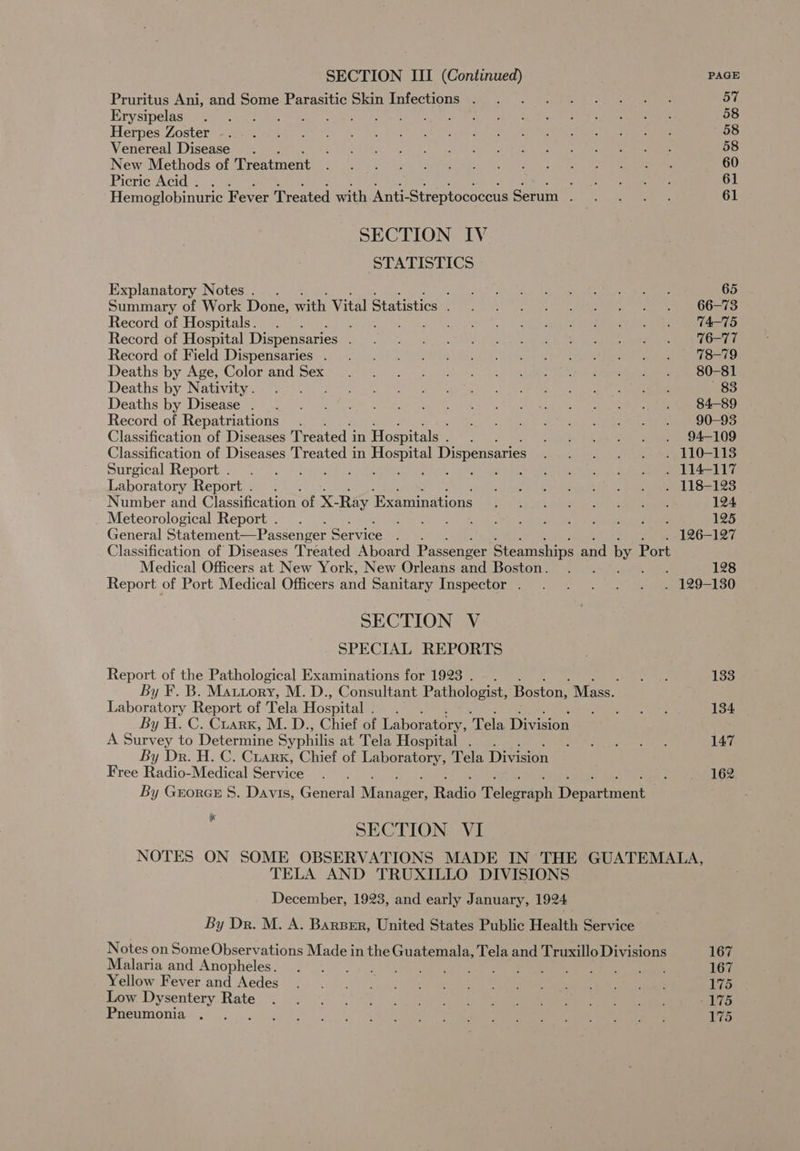 SECTION III (Continued) PAGE
Pruritus Ani, and Some Parasitic Skin Infections . . . . . . . . . 57
Erysipelas . . . . . . . . . . . . . . . . 58
Herpes Zoster . . . . . . . . . . . . . . . . 58
Venereal Disease . . . . . . . . . . . . . . . . 58
New Methods of Treatment . . . . . . . . . . . . . . 60
Picric Acid . . . . . . . . . . . . . . . . 61
Hemoglobinuric Fever Treated with Anti-Streptococcus Serum . . . . . 61
SECTION IV
STATISTICS
Explanatory Notes . . . . . . . . . . . . . . . 65
Summary of Work Done, with Vital Statistics . . . . . . . . . . 66–73
Record of Hospitals. . . . . . . . . . . . . . . 74–75
Record of Hospital Dispensaries . . . . . . . . . . . . . 76–77
Record of Field Dispensaries . . . . . . . . . . . . . 78–79
Deaths by Age, Color and Sex . . . . . . . . . . . . . 80–81
Deaths by Nativity. . . . . . . . . . . . . . . 83
Deaths by Disease . . . . . . . . . . . . . . . 84–89
Record of Repatriations . . . . . . . . . . . . . . 90–93
Classification of Diseases Treated in Hospitals . . . . . . . . . 94–109
Classification of Diseases Treated in Hospital Dispensaries . . . . . . 110–113
Surgical Report . . . . . . . . . . . . . . . 114–117
Laboratory Report . . . . . . . . . . . . . . . 118–123
Number and Classification of X-Ray Examinations . . . . . . . . 124
Meteorological Report . . . . . . . . . . . . . . 125
General Statement—Passenger Service . . . . . . . . . . . 126–127
Classification of Diseases Treated Aboard Passenger Steamships and by Port
Medical Officers at New York, New Orleans and Boston. . . . . . 128
Report of Port Medical Officers and Sanitary Inspector . . . . . . . 129–130
SECTION V
SPECIAL REPORTS
Report of the Pathological Examinations for 1923 . . . . . . . . 133
By F. B. Mallory, M. D., Consultant Pathologist, Boston, Mass.
Laboratory Report of Tela Hospital . . . . . . . . . . . 134
By H. C. Clark, M. D., Chief of Laboratory, Tela Division
A Survey to Determine Syphilis at Tela Hospital . . . . . . . . . 147
By Dr. H. C. Clark, Chief of Laboratory, Tela Division
Free Radio-Medical Service . . . . . . . . . . . . . 162
By George S. Davis, General Manager, Radio Telegraph Department
SECTION VI
NOTES ON SOME OBSERVATIONS MADE IN THE GUATEMALA,
TELA AND TRUXILLO DIVISIONS
December, 1923, and early January, 1924
By Dr. M. A. Barber, United States Public Health Service
Notes on Some Observations Made in the Guatemala, Tela and Truxillo Divisions 167
Malaria and Anopheles. . . . . . . . . . . . . . 167
Yellow Fever and Aedes . . . . . . . . . . . . . . 175
Low Dysentery Rate . . . . . . . . . . . . . . . 175
Pneumonia . . . . . . . . . . . . . . . . 175